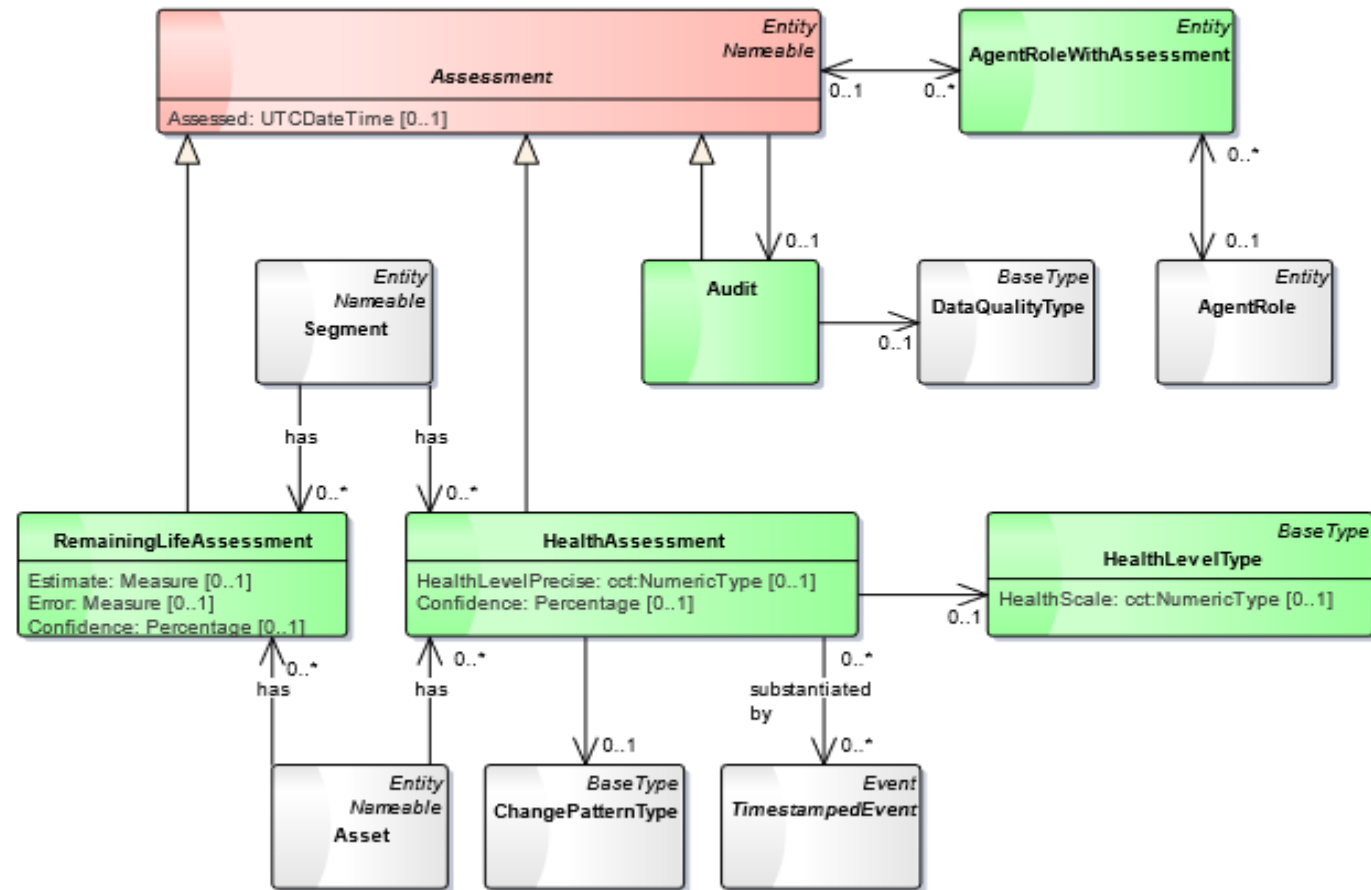 Entity
Nameable
Assessment
Assessed: UTCDateTime [0..1]
Entity
AgentRoleWithAssessment
0..1
0..*
0..*
0..1
0..1
Entity
Nameable
Segment
Audit
BaseType
DataQualityType
0..1
Entity
AgentRole
has
has
0..*
0..*
RemainingLifeAssessment
Estimate: Measure [0..1]
Error: Measure [0..1]
Confidence: Percentage [0..1]
HealthAssessment
HealthLevelPrecise: cct:NumericType [0..1]
Confidence: Percentage [0..1]
BaseType
HealthLevelType
HealthScale: cct:NumericType [0..1]
0..1
0..*
0..*
0..*
has
has
substantiated
by
0..1
0..*
Entity
Nameable
Asset
BaseType
ChangePatternType
Event
TimestampedEvent